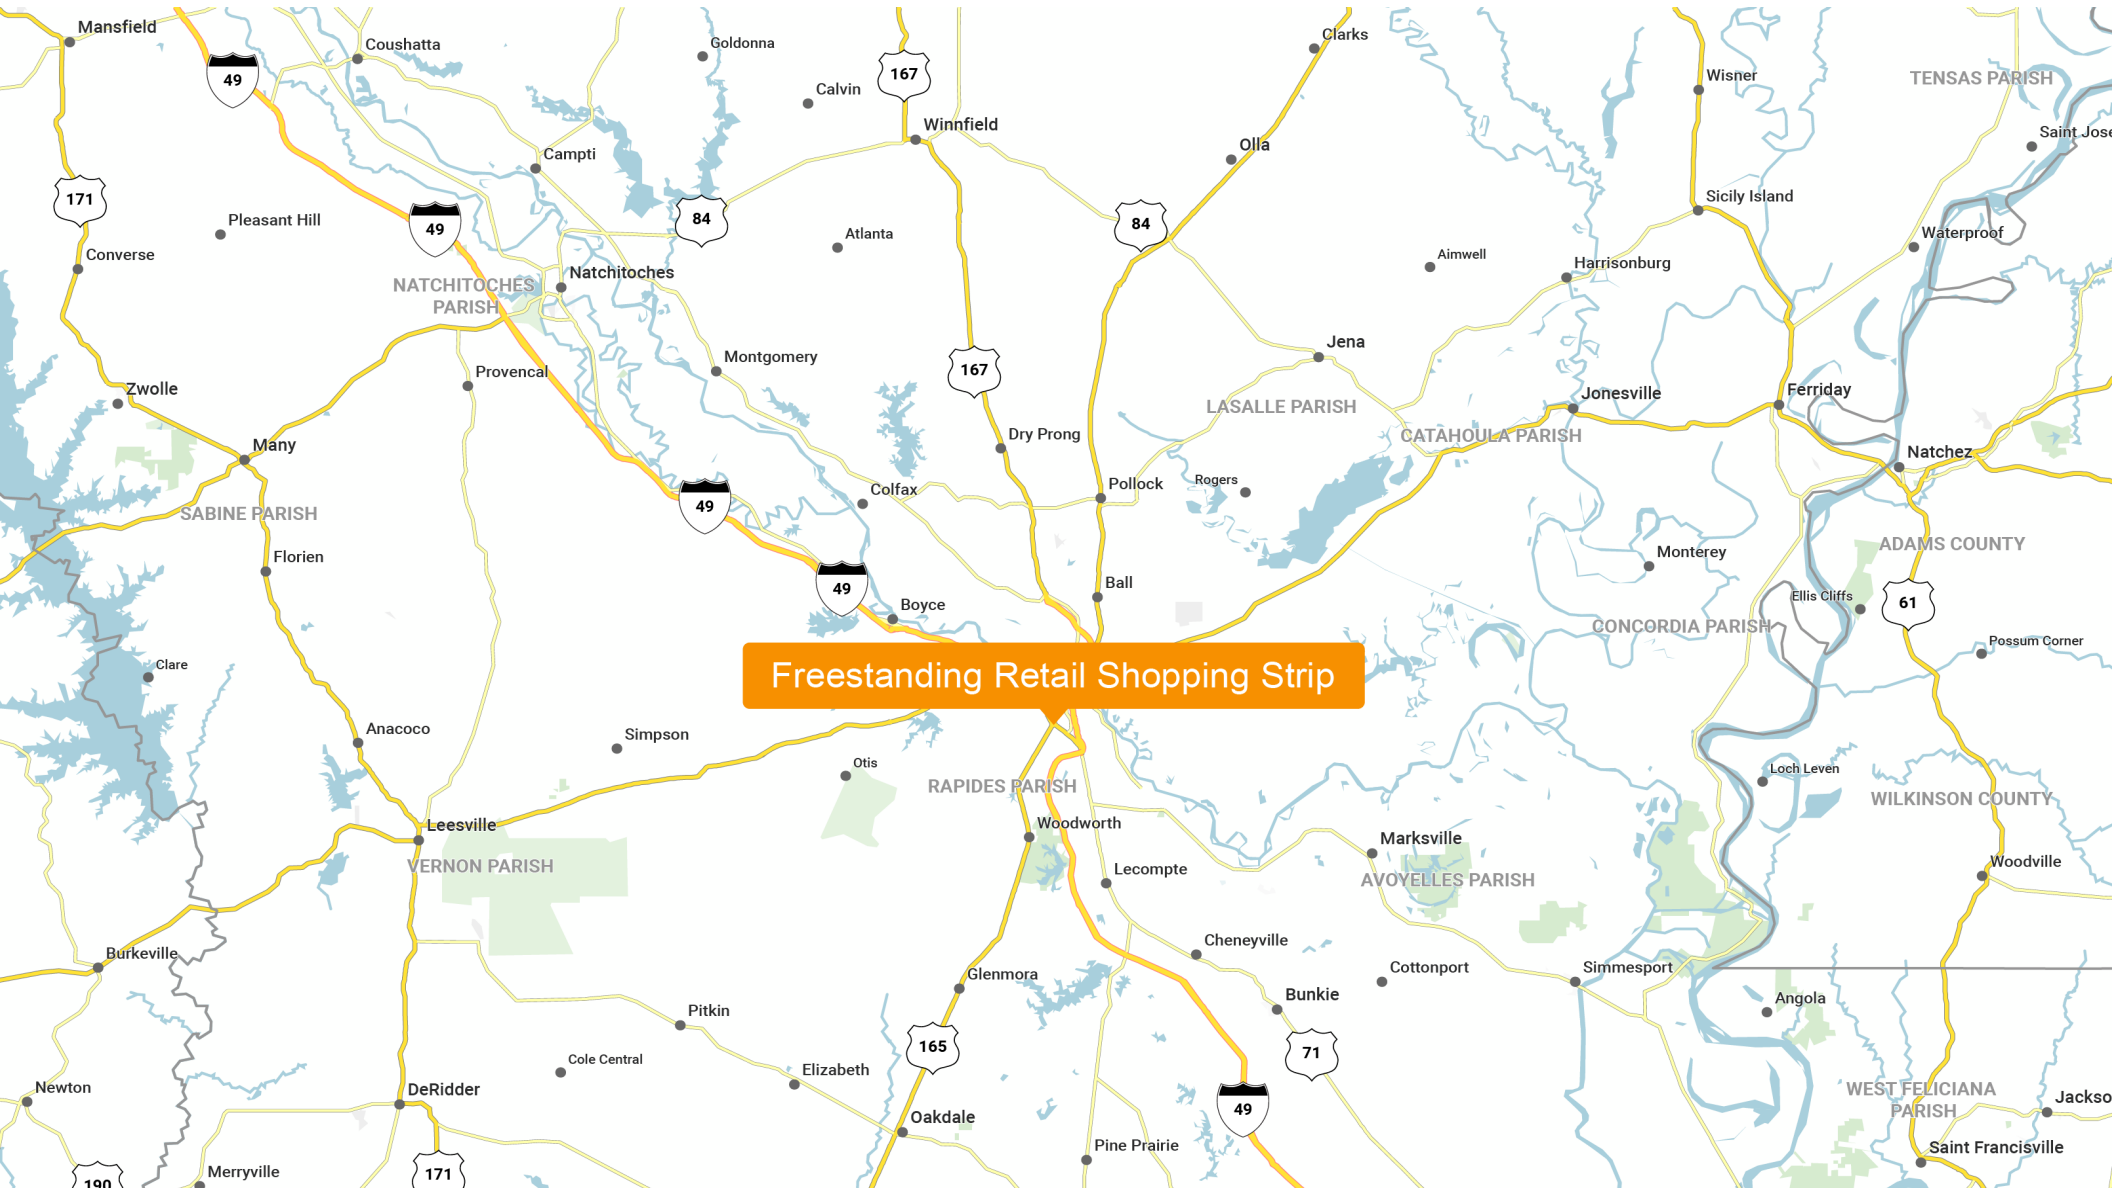 Mansfield
Coushatta
Goldonna
Clarks
49
167
Calvin
Wisner
TENSAS PARISH
Winnfield
Saint Jose
Campti
Olla
171
Pleasant Hill
84
84
Sicily Island
49
Atlanta
Waterproof
Converse
Aimwell
Harrisonburg
Natchitoches
NATCHITOCHES
PARISH
Montgomery
Jena
Provencal
167
Zwolle
LASALLE PARISH
Jonesville
Ferriday
Many
Dry Prong
CATAHOULA PARISH
Natchez
Colfax
Pollock
Rogers
49
SABINE PARISH
Florien
Monterey
ADAMS COUNTY
49
Ball
Ellis Cliffs
Boyce
61
CONCORDIA PARISH
Possum Corner
Clare
Freestanding Retail Shopping Strip
Anacoco
Simpson
Otis
Loch Leven
RAPIDES PARISH
WILKINSON COUNTY
Leesville
Woodworth
Marksville
VERNON PARISH
Lecompte
AVOYELLES PARISH
Woodville
Burkeville
Cheneyville
Glenmora
Cottonport
Simmesport
Bunkie
Angola
Pitkin
165
71
Cole Central
Elizabeth
Newton
DeRidder
49
WEST FELICIANA
PARISH
Jackso
Oakdale
Pine Prairie
Saint Francisville
Merryville
171
190